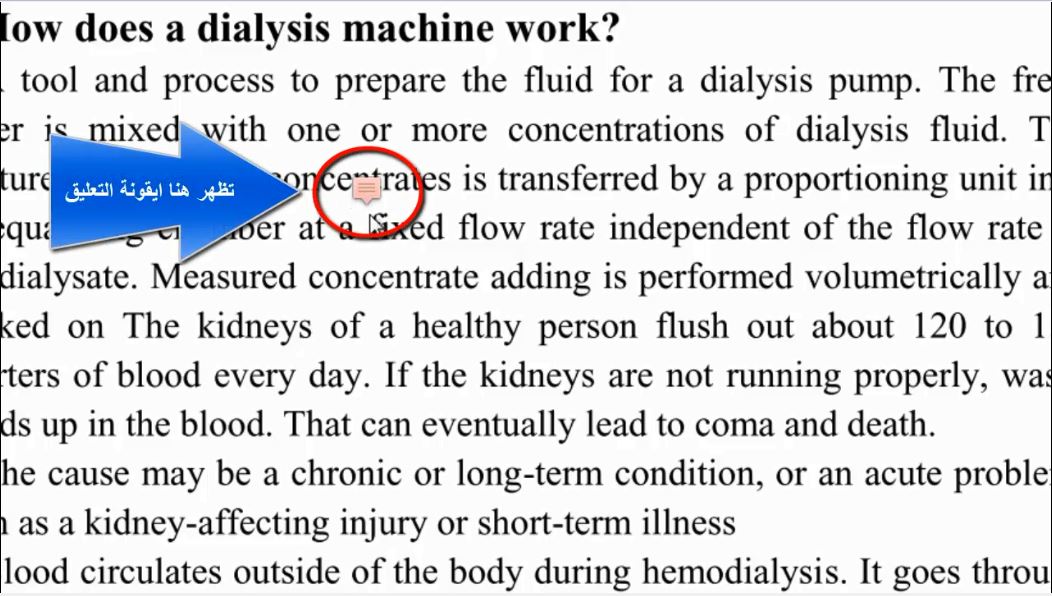 How does a dialysis machine work?
tool and process to prepare the fluid for a dialysis pump. The fre
er is mixed with one or more concentrations of dialysis fluid. T
ture concentrates is transferred by a proportioning unit in
تظهر هنا ايقونة التعليق
equa at a fixed flow rate independent of the flow rate
dialysate. Measured concentrate adding is performed volumetrically a
ked on The kidneys of a healthy person flush out about 120 to 1
rters of blood every day. If the kidneys are not running properly, was
ds up in the blood. That can eventually lead to coma and death.
he cause may be a chronic or long-term condition, or an acute proble
h as a kidney-affecting injury or short-term illness
lood circulates outside of the body during hemodialysis. It goes throu